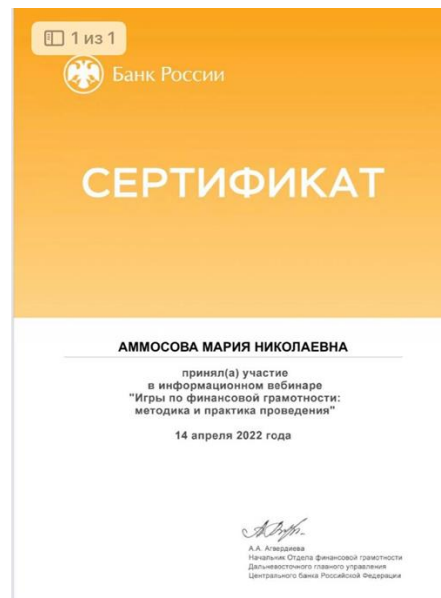 1 из 1
Банк России
СЕРТИФИКАТ
АММОСОВА МАРИЯ НИКОЛАЕВНА
принял(а) участие
в информационном вебинаре
"Игры по финансовой грамотности:
методика и практика проведения"
14 апреля 2022 года
А.А. Агвердиева
Начальник Отдела финансовой грамотности
Дальневосточного главного управления
Центрального банка Российской Федерации